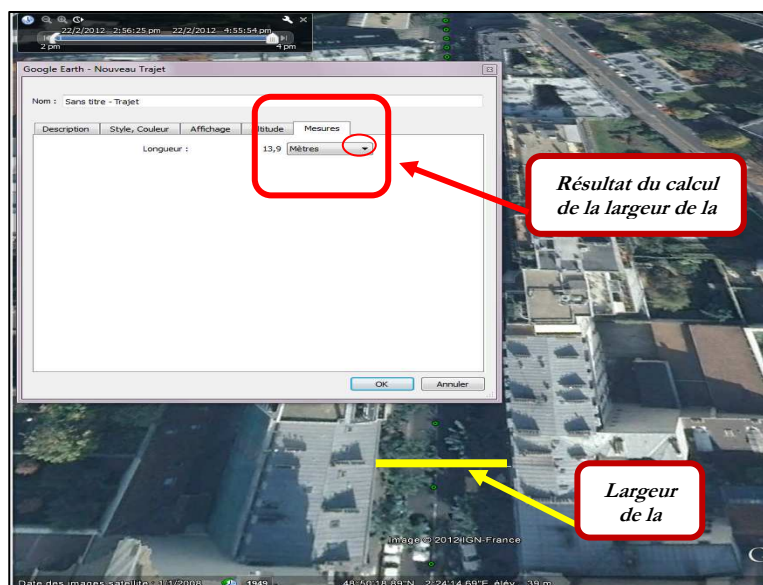 22/2/2012 2:56:25 pm 22/2/2012 4:55:54 pm
2 pm 4 pm
Google Earth - Nouveau Trajet
Nom : Sans titre - Trajet
Description Style, Couleur Affichage ltitude Mesures
Longueur : 13,9 Mètres
Résultat du calcul
de la largeur de la
OK Annuler
Largeur
de la
Image © 2012 IGN-France
Date des images satellite : 1/1/2008 1949 48°50'18.89"N 2°24'14.69"E élév. 39 m